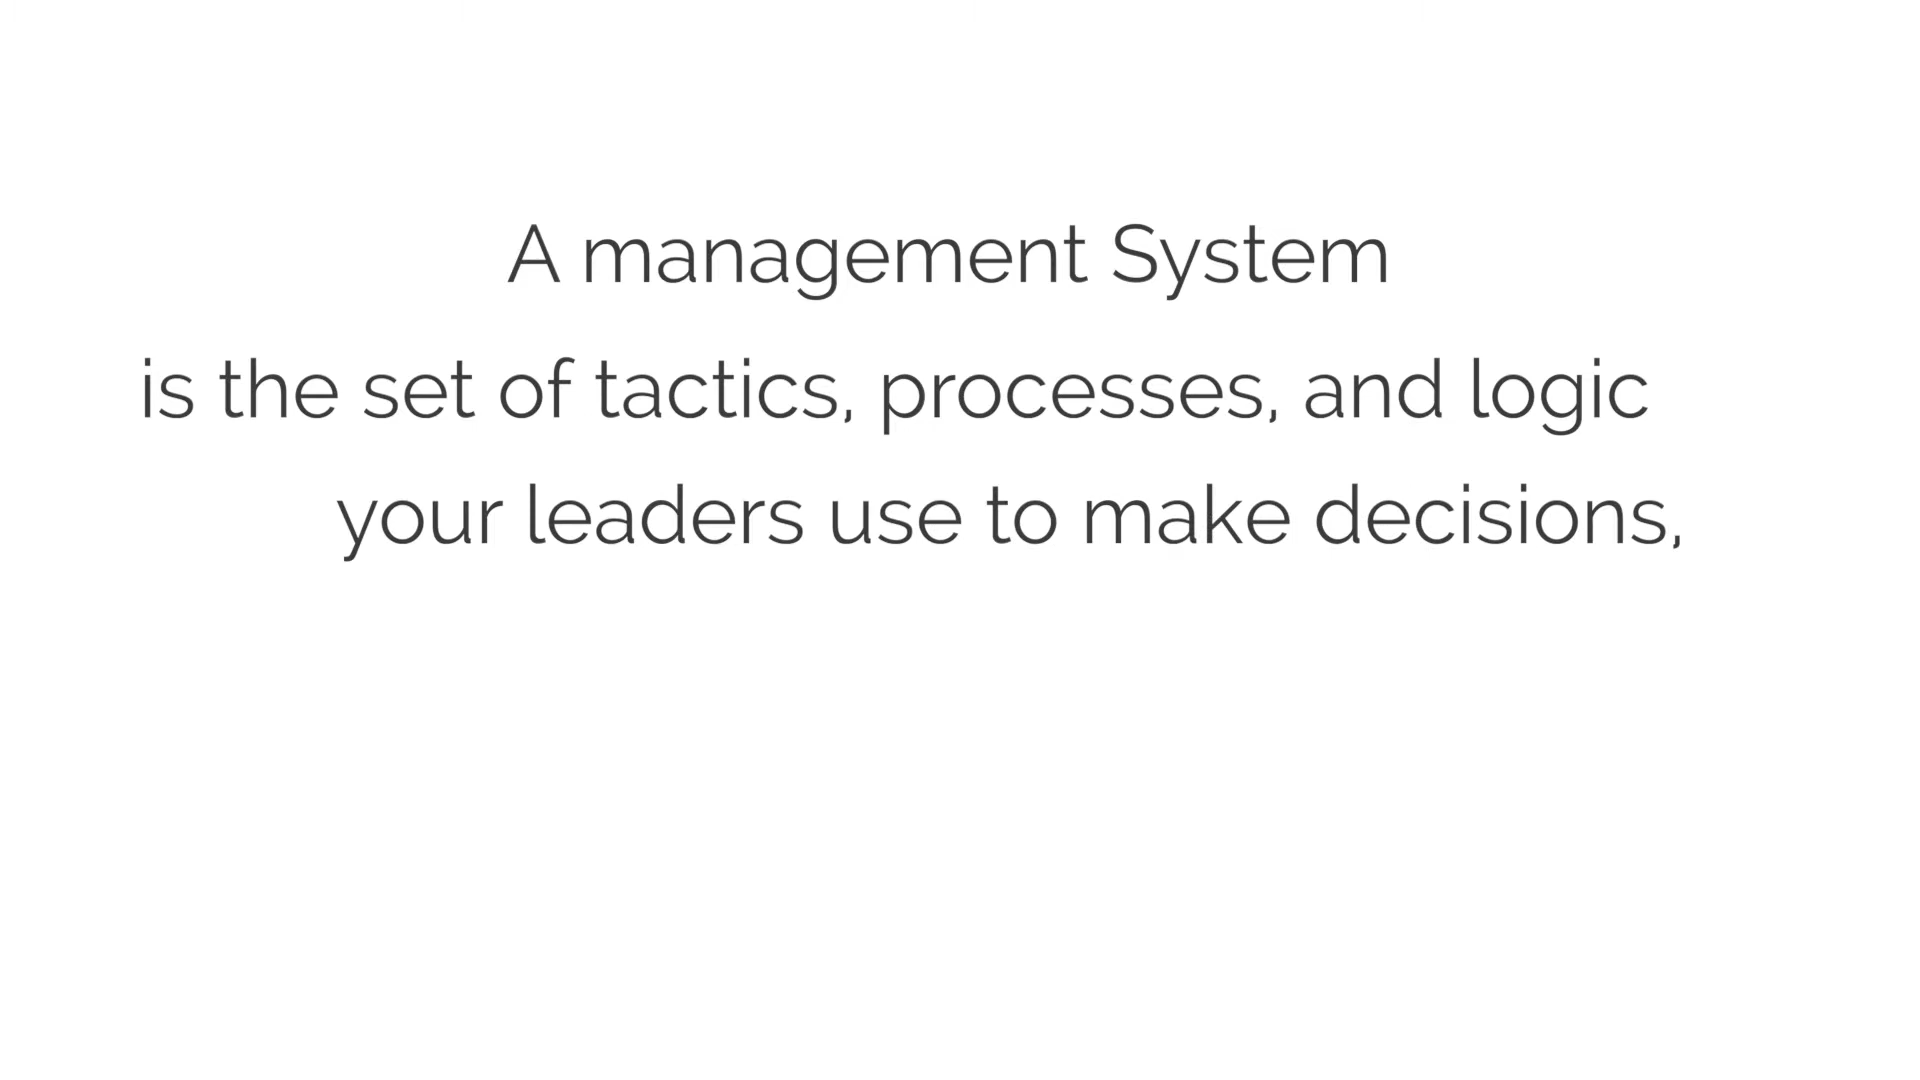 A management System
is the set of tactics, processes, and logic
your leaders use to make decisions,